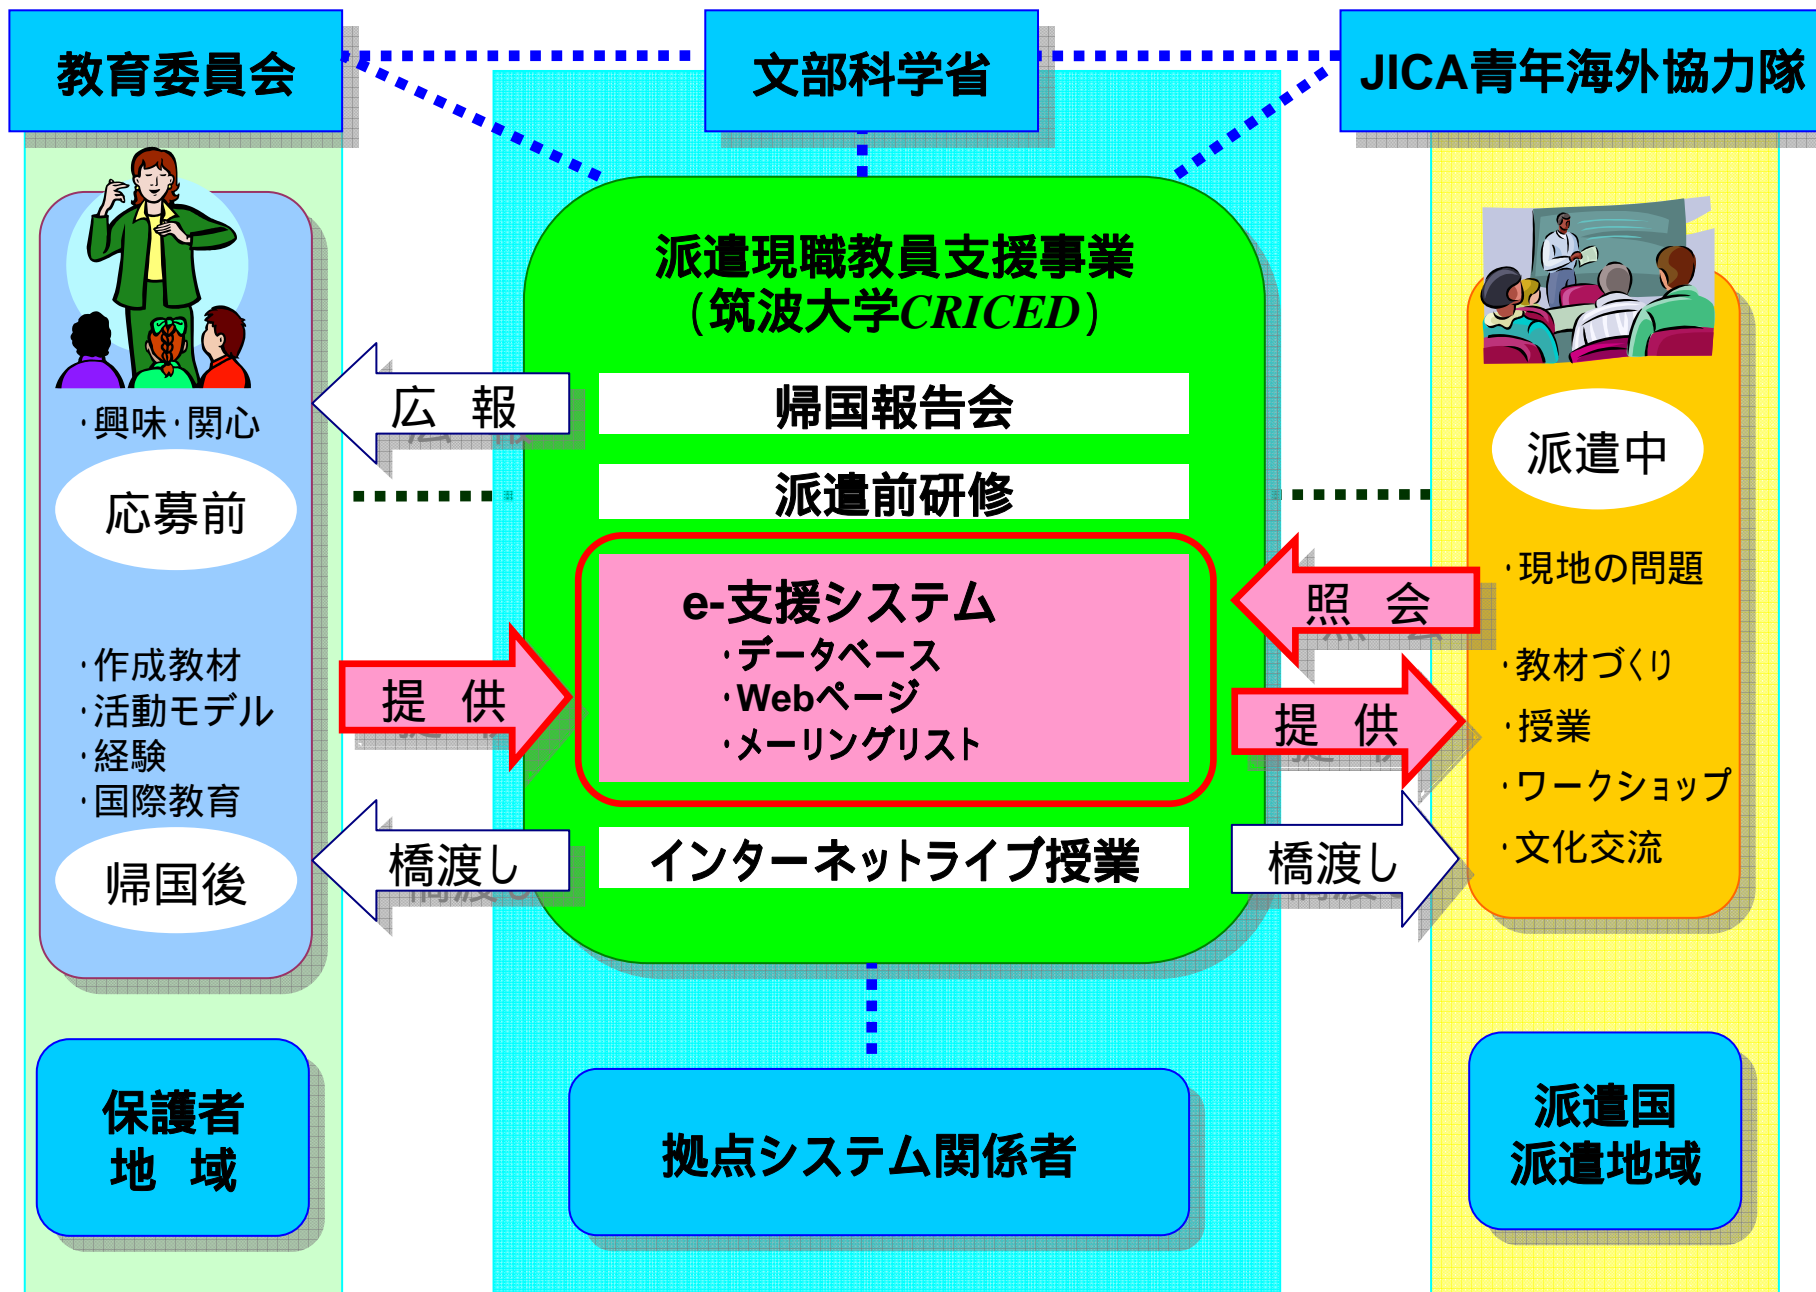 教育委員会
文部科学省
JICA青年海外協力隊
派遣現職教員支援事業
(筑波大学CRICED)
広 報
帰国報告会
派遣前研修
e-支援システム
・データベース
・Webページ
・メーリングリスト
インターネットライブ授業
・興味・関心
応募前
・作成教材
・活動モデル
・経験
・国際教育
帰国後
提 供
橋渡し
照 会
提 供
橋渡し
派遣中
・現地の問題
・教材づくり
・授業
・ワークショップ
・文化交流
保護者
地 域
拠点システム関係者
派遣国
派遣地域